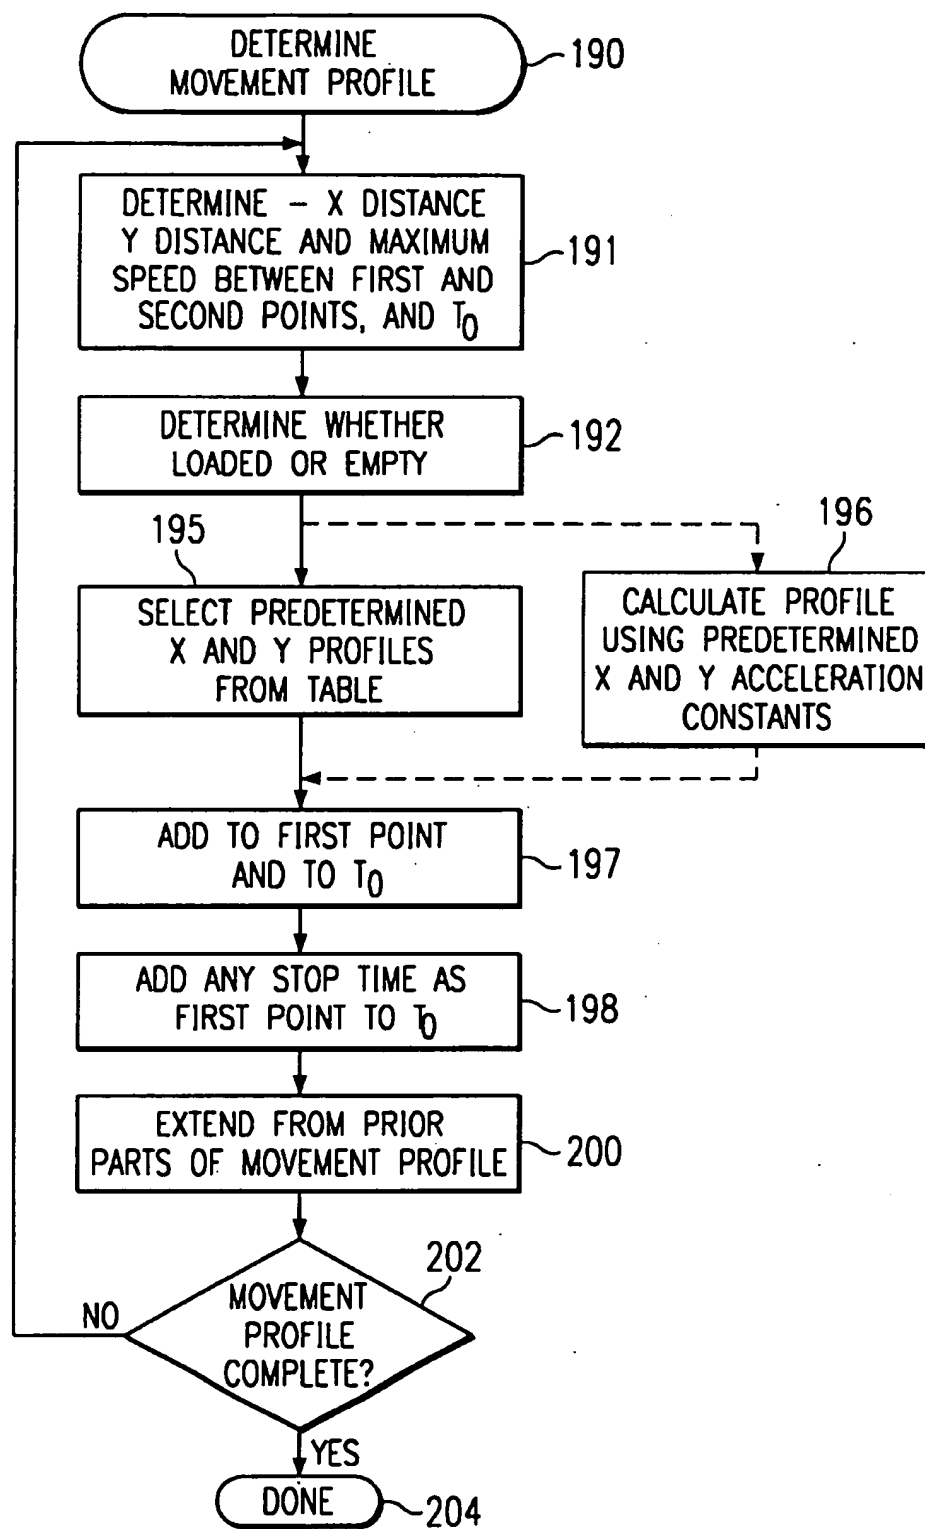 DETERMINE
MOVEMENT PROFILE
190
DETERMINE – X DISTANCE
Y DISTANCE AND MAXIMUM
SPEED BETWEEN FIRST AND
SECOND POINTS, AND T0
191
DETERMINE WHETHER
LOADED OR EMPTY
192
195
196
SELECT PREDETERMINED
X AND Y PROFILES
FROM TABLE
CALCULATE PROFILE
USING PREDETERMINED
X AND Y ACCELERATION
CONSTANTS
ADD TO FIRST POINT
AND TO T0
197
ADD ANY STOP TIME AS
FIRST POINT TO T0
198
EXTEND FROM PRIOR
PARTS OF MOVEMENT PROFILE
200
202
MOVEMENT
PROFILE
COMPLETE?
NO
YES
DONE
204